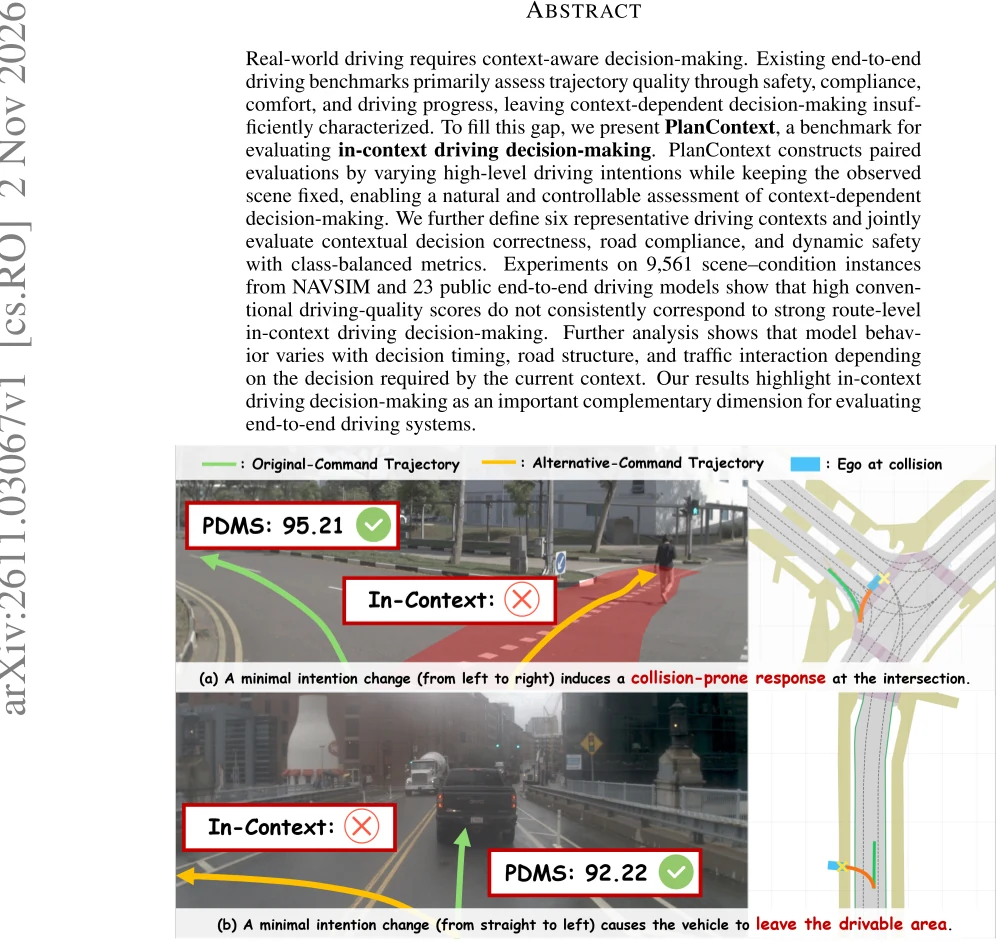 arXiv:2611.03067v1 [cs.RO] 2 Nov 2026
ABSTRACT
Real-world driving requires context-aware decision-making. Existing end-to-end
driving benchmarks primarily assess trajectory quality through safety, compliance,
comfort, and driving progress, leaving context-dependent decision-making insuf-
ficiently characterized. To fill this gap, we present PlanContext, a benchmark for
evaluating in-context driving decision-making. PlanContext constructs paired
evaluations by varying high-level driving intentions while keeping the observed
scene fixed, enabling a natural and controllable assessment of context-dependent
decision-making. We further define six representative driving contexts and jointly
evaluate contextual decision correctness, road compliance, and dynamic safety
with class-balanced metrics. Experiments on 9,561 scene–condition instances
from NAVSIM and 23 public end-to-end driving models show that high conven-
tional driving-quality scores do not consistently correspond to strong route-level
in-context driving decision-making. Further analysis shows that model behav-
ior varies with decision timing, road structure, and traffic interaction depending
on the decision required by the current context. Our results highlight in-context
driving decision-making as an important complementary dimension for evaluating
end-to-end driving systems.
: Original-Command Trajectory : Alternative-Command Trajectory : Ego at collision
PDMS: 95.21
In-Context:
(a) A minimal intention change (from left to right) induces a collision-prone response at the intersection.
In-Context:
PDMS: 92.22
(b) A minimal intention change (from straight to left) causes the vehicle to leave the drivable area.